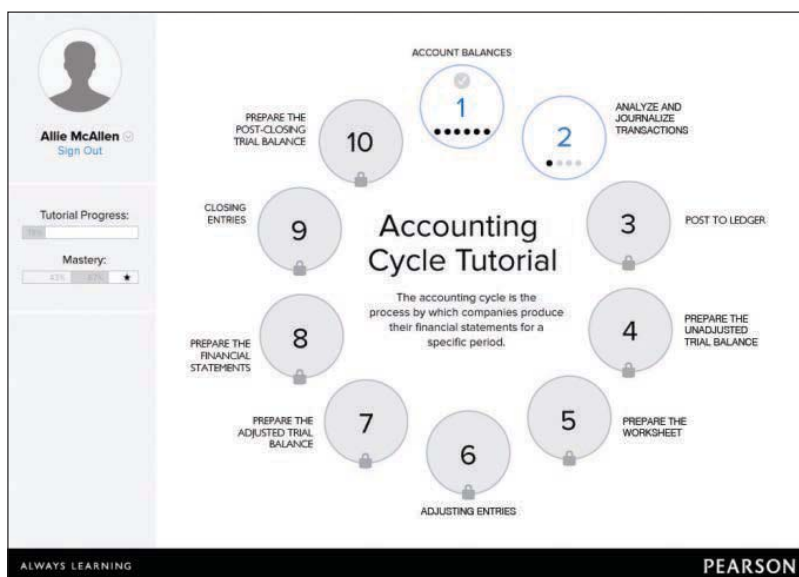 Allie McAllen
Sign Out
Tutorial Progress:
Mastery:
ACCOUNT BALANCES
1
ANALYZE AND
JOURNALIZE
TRANSACTIONS
2
POST TO LEDGER
3
PREPARE THE
UNADJUSTED
TRIAL BALANCE
4
PREPARE THE
WORKSHEET
5
ADJUSTING ENTRIES
6
PREPARE THE
ADJUSTED TRIAL
BALANCE
7
PREPARE THE
FINANCIAL
STATEMENTS
8
CLOSING
ENTRIES
9
PREPARE THE
POST-CLOSING
TRIAL BALANCE
10
Accounting
Cycle Tutorial
The accounting cycle is the
process by which companies produce
their financial statements for a
specific period.
ALWAYS LEARNING
PEARSON